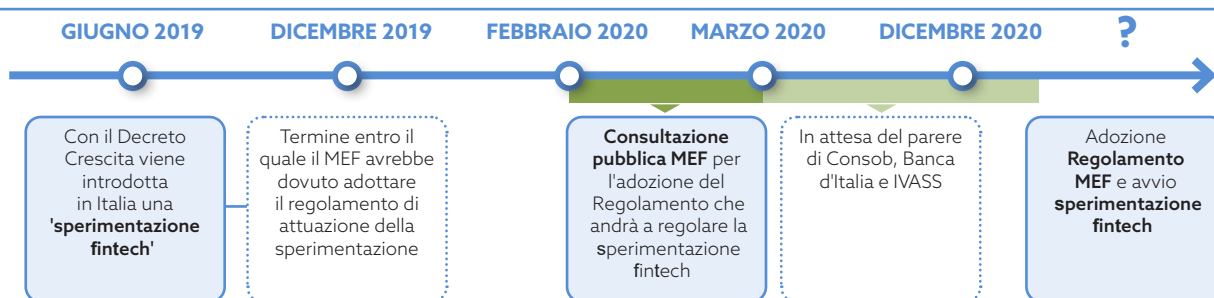 GIUGNO 2019
DICEMBRE 2019
FEBBRAIO 2020
MARZO 2020
DICEMBRE 2020
?
Con il Decreto
Crescita viene
introdotta
in Italia una
'sperimentazione
fintech'
Termine entro il
quale il MEF avrebbe
dovuto adottare
il regolamento di
attuazione della
sperimentazione
Consultazione
pubblica MEF per
l'adozione del
Regolamento che
andrà a regolare la
sperimentazione
fintech
In attesa del parere
di Consob, Banca
d'Italia e IVASS
Adozione
Regolamento
MEF e avvio
sperimentazione
fintech